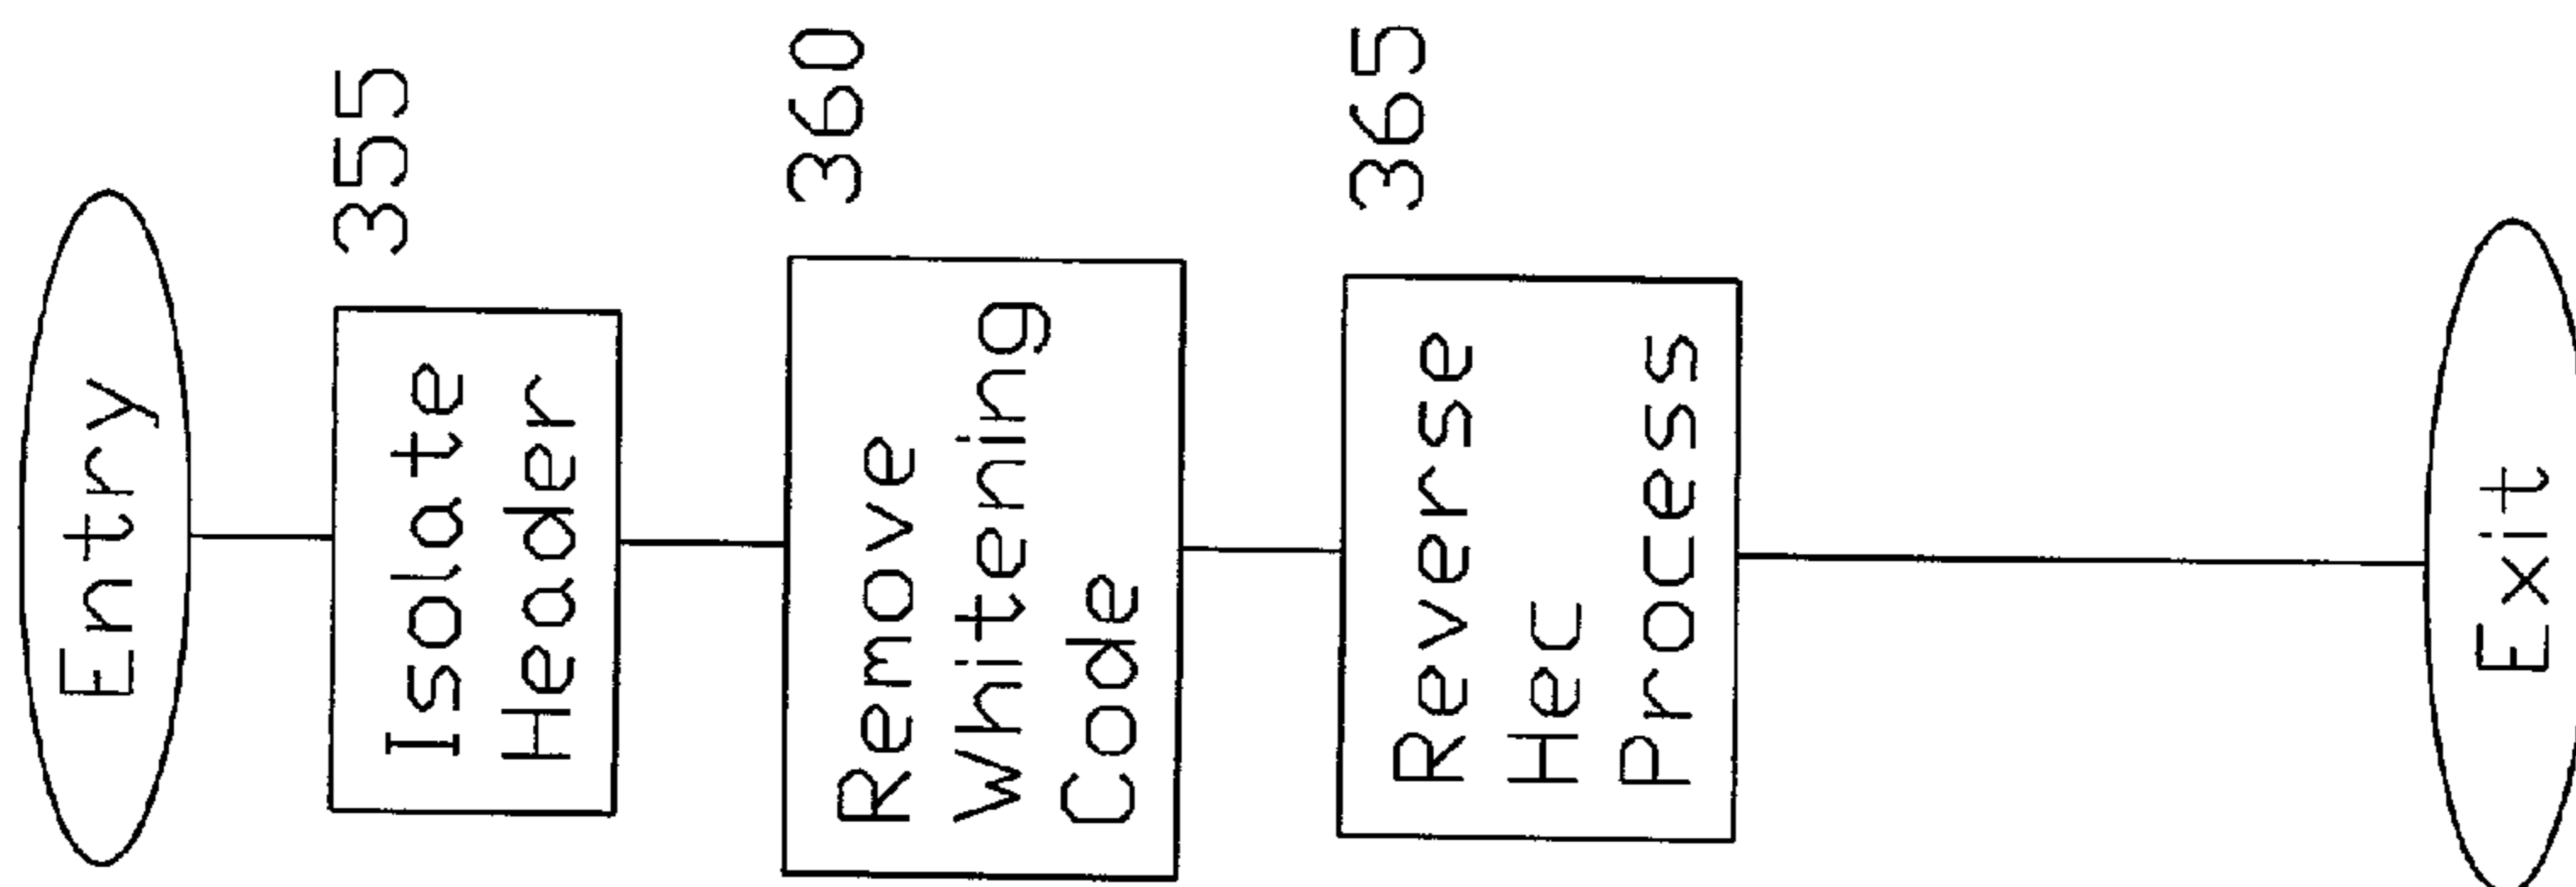 Entry
355
Isolate
Header
360
Remove
Whitening
Code
365
Reverse
Hec
Process
Exit